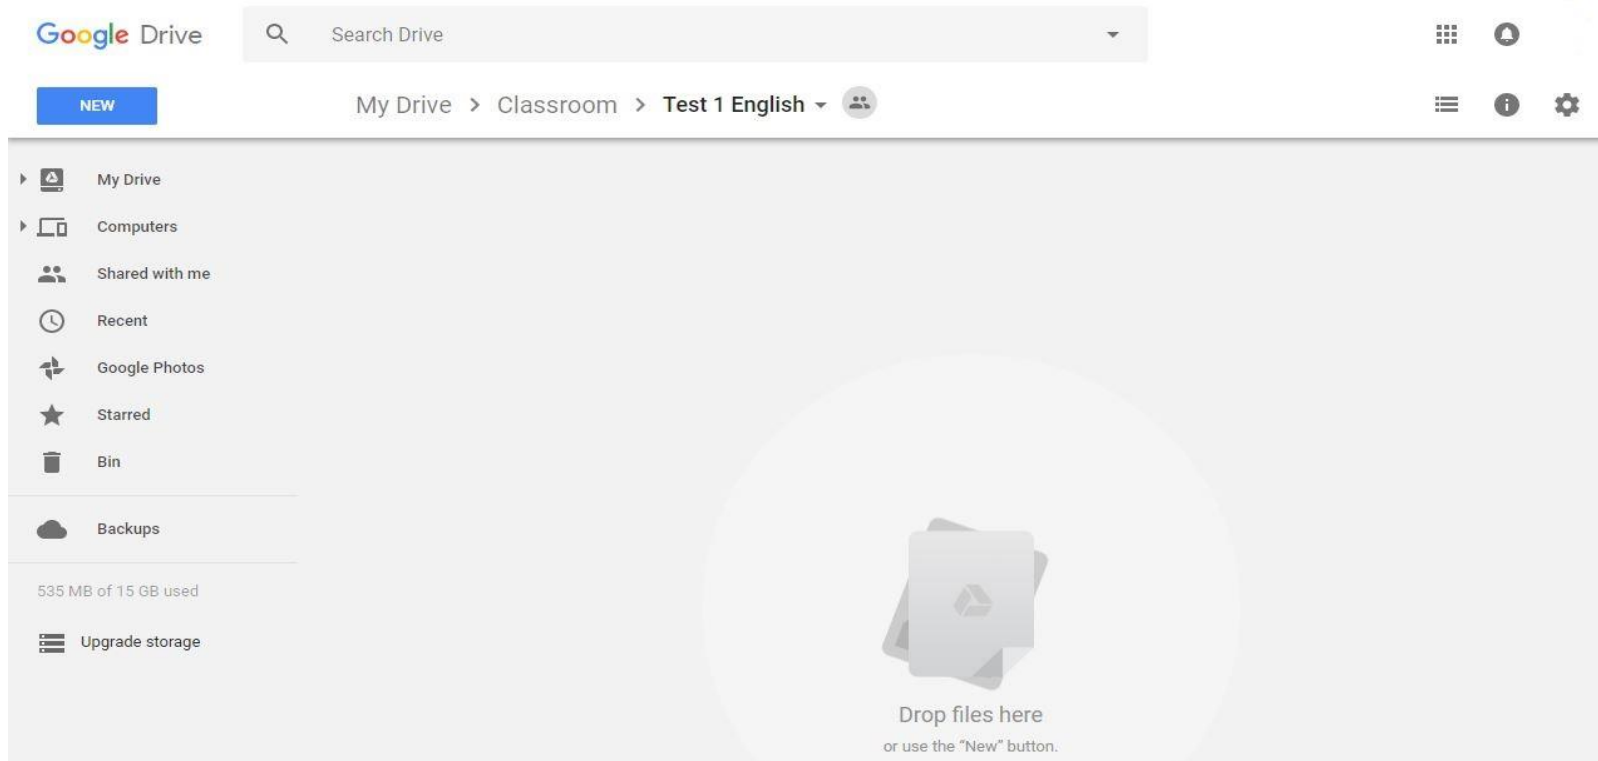 Google Drive
Search Drive
NEW
My Drive > Classroom > Test 1 English
My Drive
Computers
Shared with me
Recent
Google Photos
Starred
Bin
Backups
535 MB of 15 GB used
Upgrade storage
Drop files here
or use the “New” button.